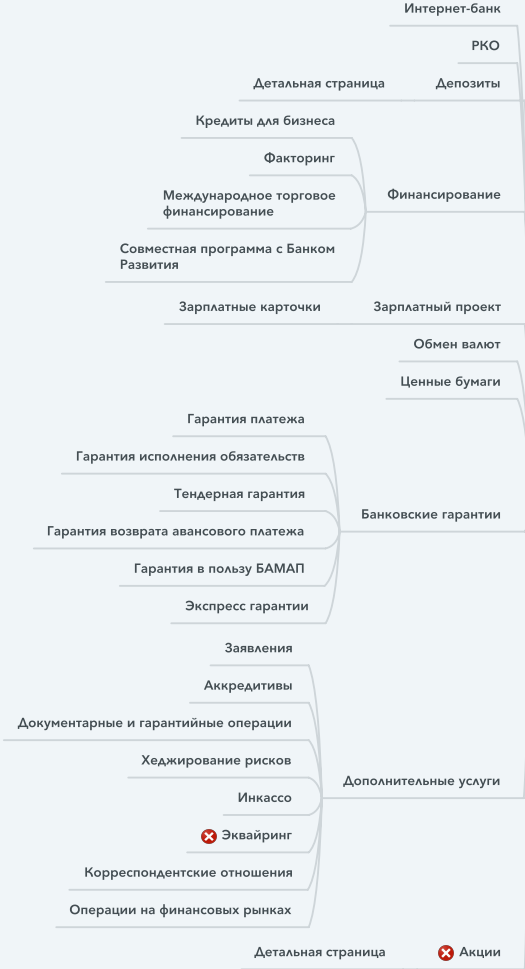 Интернет-банк
РКО
Детальная страница
Депозиты
Кредиты для бизнеса
Факторинг
Международное торговое
финансирование
Совместная программа с Банком
Развития
Финансирование
Зарплатные карточки
Зарплатный проект
Обмен валют
Ценные бумаги
Гарантия платежа
Гарантия исполнения обязательств
Тендерная гарантия
Гарантия возврата авансового платежа
Гарантия в пользу БАМАП
Экспресс гарантии
Банковские гарантии
Заявления
Аккредитивы
Документарные и гарантийные операции
Хеджирование рисков
Инкассо
Эквайринг
Корреспондентские отношения
Операции на финансовых рынках
Дополнительные услуги
Детальная страница
Акции